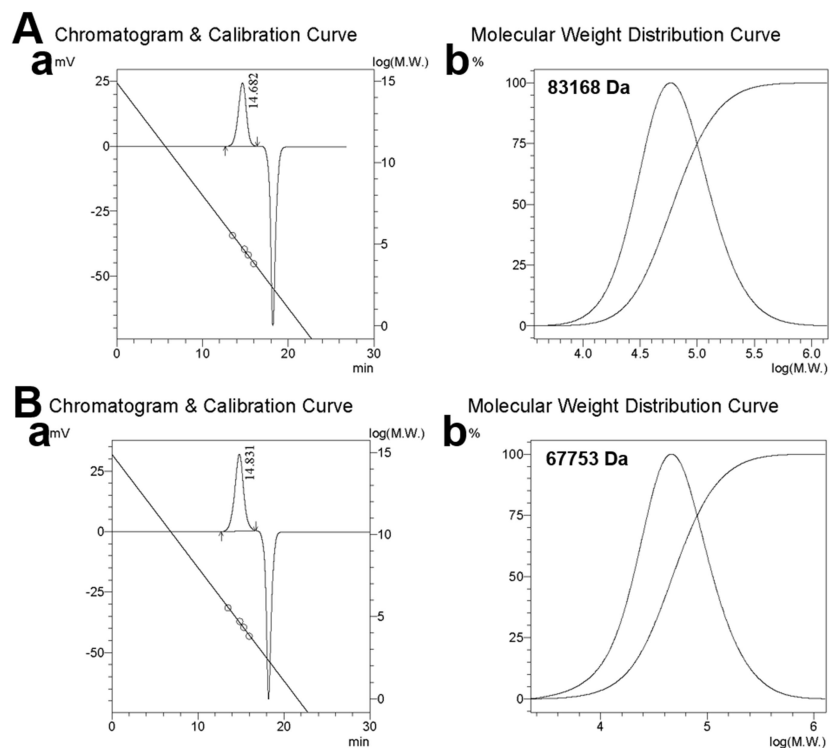 A
Chromatogram & Calibration Curve
Molecular Weight Distribution Curve
a
mV
log(M.W.)
b
%
25
0
-25
-50
14.682
15
10
5
0
0
10
20
30
min
83168 Da
100
75
50
25
0
4.0
4.5
5.0
5.5
6.0
log(M.W.)
B
Chromatogram & Calibration Curve
Molecular Weight Distribution Curve
a
mV
log(M.W.)
b
%
25
0
-25
-50
14.831
15
10
5
0
0
10
20
30
min
67753 Da
100
75
50
25
0
4
5
6
log(M.W.)